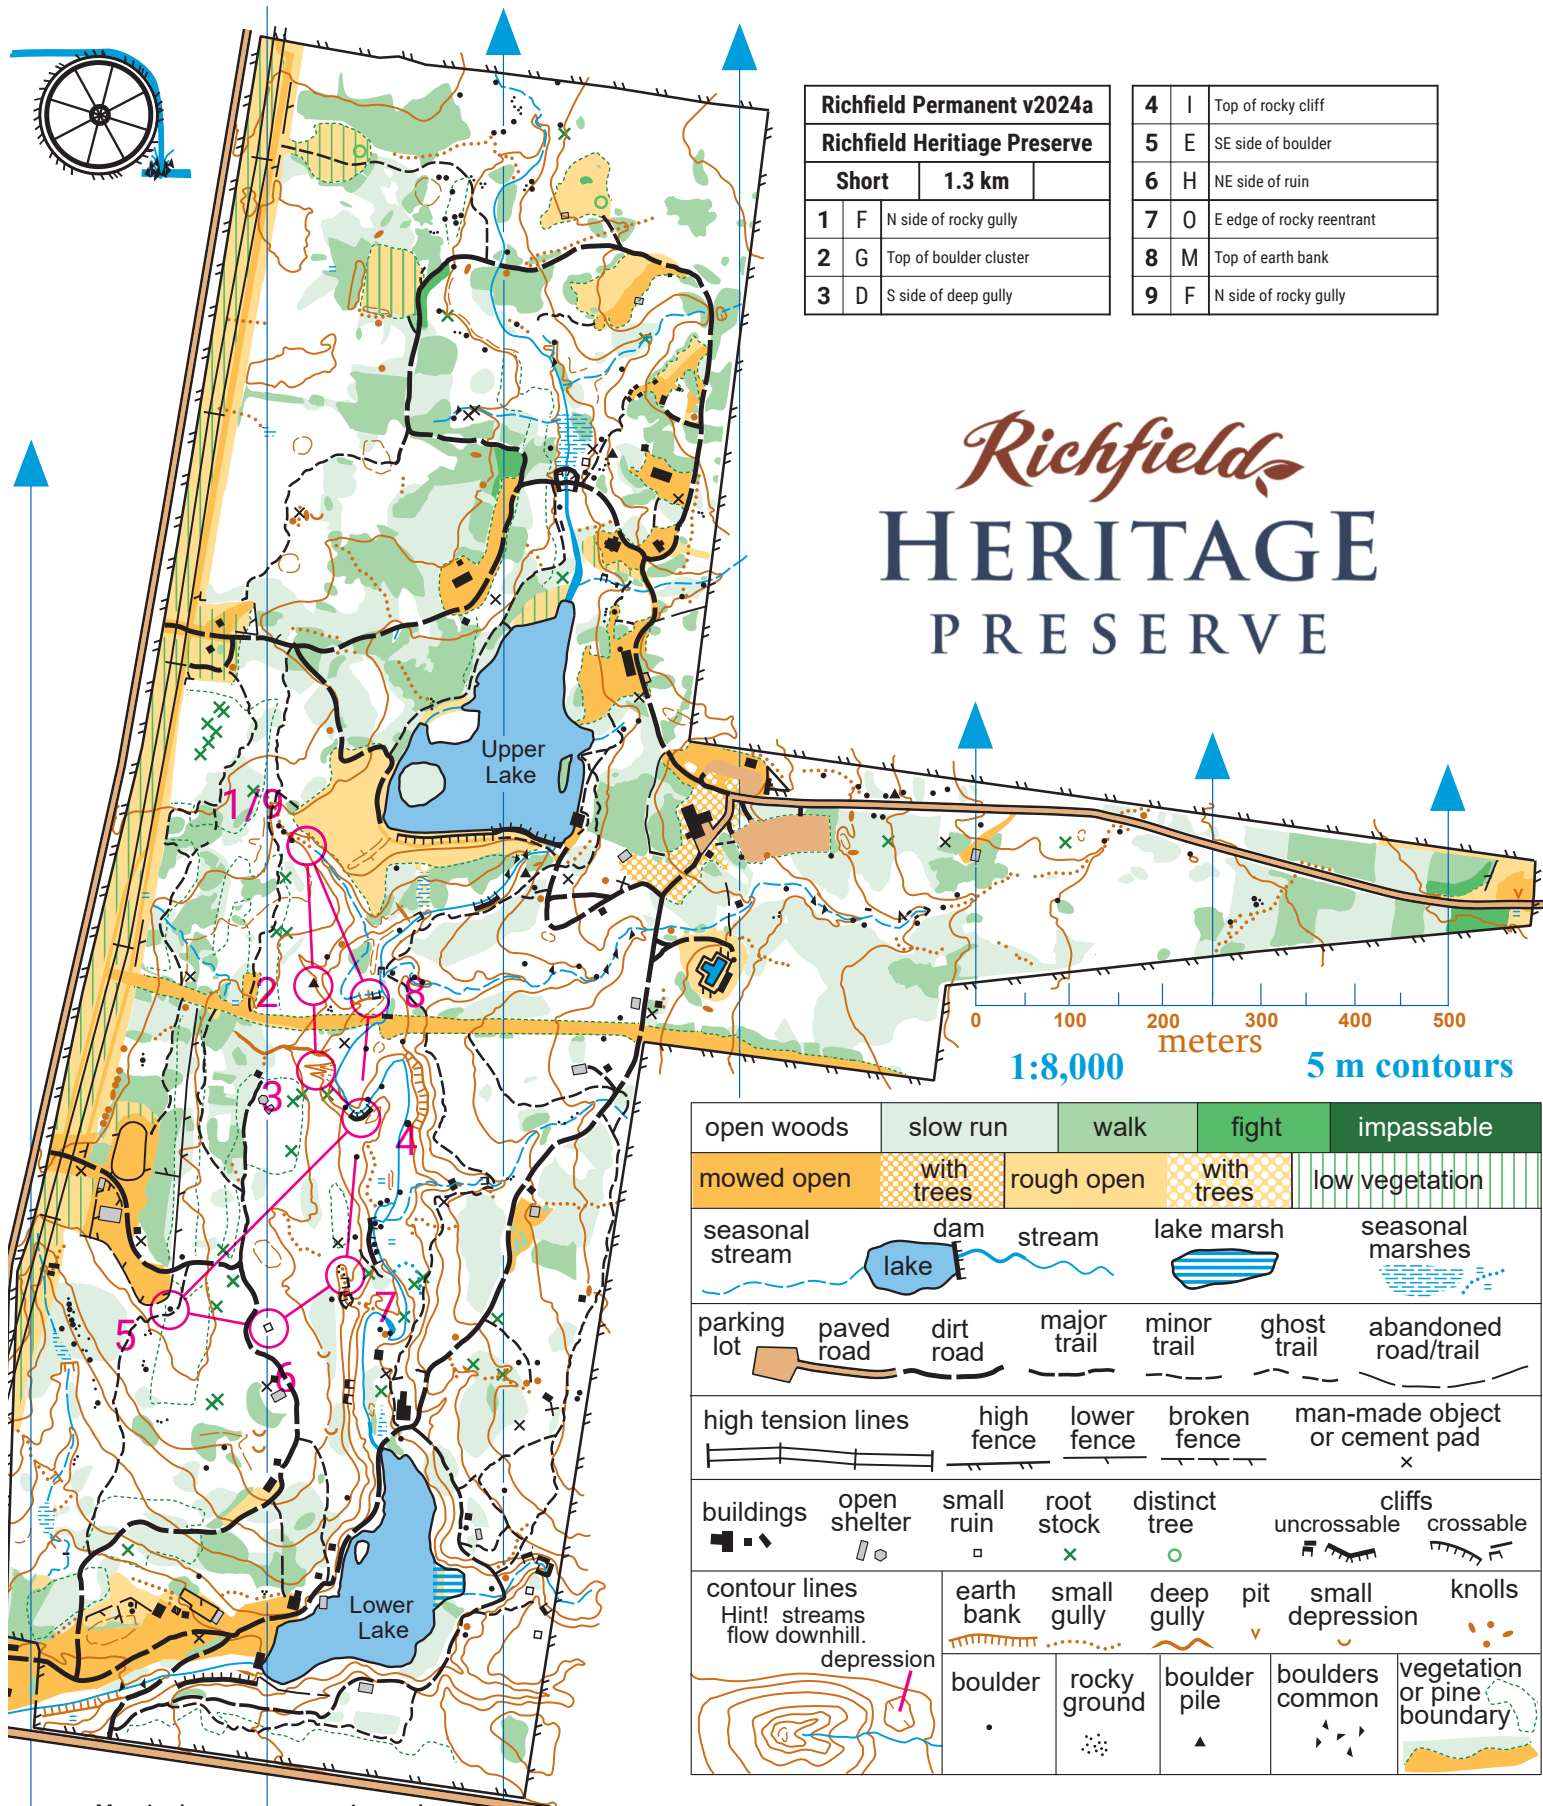 Richfield Permanent v2024a
Richfield Heritige Preserve
Short 1.3 km
1 F N side of rocky gully
2 G Top of boulder cluster
3 D S side of deep gully
4 I Top of rocky cliff
5 E SE side of boulder
6 H NE side of ruin
7 O E edge of rocky reentrant
8 M Top of earth bank
9 F N side of rocky gully
Richfield
HERITAGE
PRESERVE
Upper
Lake
1/9
2
8
3
4
5
7
6
Lower
Lake
0 100 200 300 400 500
meters
1:8,000 5 m contours
open woods slow run walk fight impassable
mowed open with trees rough open with trees low vegetation
seasonal stream
lake
dam
stream
lake marsh
seasonal marshes
parking lot
paved road
dirt road
major trail
minor trail
ghost trail
abandoned road/trail
high tension lines
high fence
lower fence
broken fence
man-made object or cement pad
buildings
open shelter
small ruin
root stock
distinct tree
cliffs
uncrossable crossable
contour lines
Hint! streams
flow downhill.
depression
earth bank
small gully
deep gully
pit
small depression
knolls
boulder
rocky ground
boulder pile
boulders common
vegetation or pine boundary